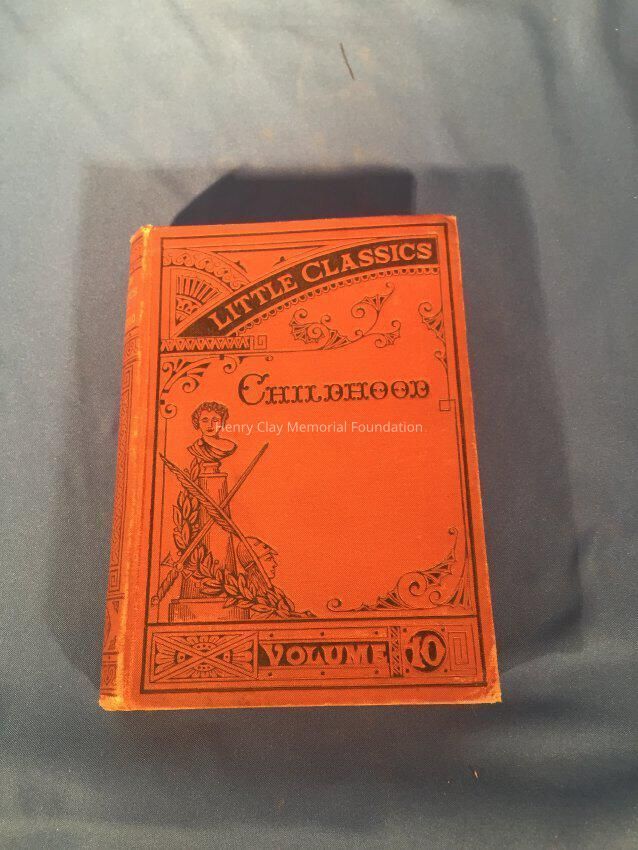 LITTLE CLASSICS
CHILDHOOD
Henry Clay Memorial Foundation
VOLUME 10